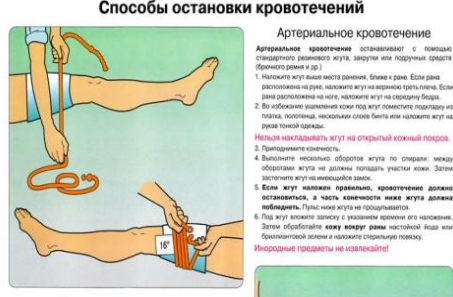 Способы остановки кровотечений
Артериальное кровотечение
Артериальное кровотечение останавливают с помощью
стандартного резинового жгута, закрутки или подручных средств
(брючного ремня и др.)
1. Наложите жгут выше места ранения, ближе к ране. Если рана
расположена на руке, наложите жгут на верхнюю треть плеча. Если
рана расположена на ноге, наложите жгут на середину бедра.
2. Во избежание ущемления кожи под жгут поместите подкладку из
платка, полотенца, нескольких слоев бинта или наложите жгут на
рукав тонкой одежды.
Нельзя накладывать жгут на открытый кожный покров.
3. Приподнимите конечность.
4. Выполните несколько оборотов жгута по спирали: между
оборотами жгута не должны попадать участки кожи. Затем
застегните жгут на имеющийся замок.
5. Если жгут наложен правильно, кровотечение должно
остановиться, а часть конечности ниже жгута должна
побледнеть. Пульс ниже жгута не прощупывается.
6. Под жгут вложите записку с указанием времени его наложения.
Затем обработайте кожу вокруг раны настойкой йода или
бриллиантовой зелени и наложите стерильную повязку.
Инородные предметы не извлекайте!
16°